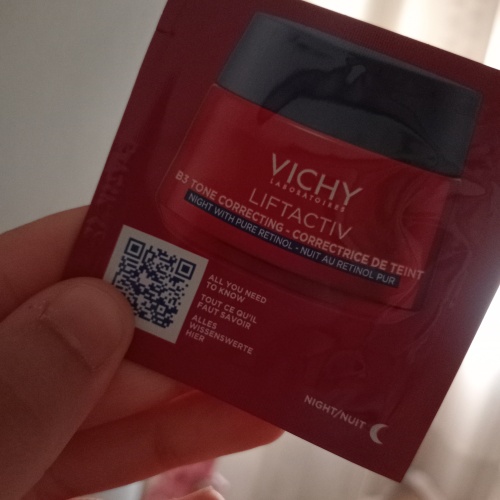 VICHY
LABORATOIRES
LIFTACTIV
B3 TONE CORRECTING - CORRECTRICE DE TEINT
NIGHT WITH PURE RETINOL • NUIT AU RETINOL PUR
ALL YOU NEED
TO KNOW
TOUT CE QU'IL
FAUT SAVOIR
ALLES
WISSENSWERTE
HIER
NIGHT/NUIT